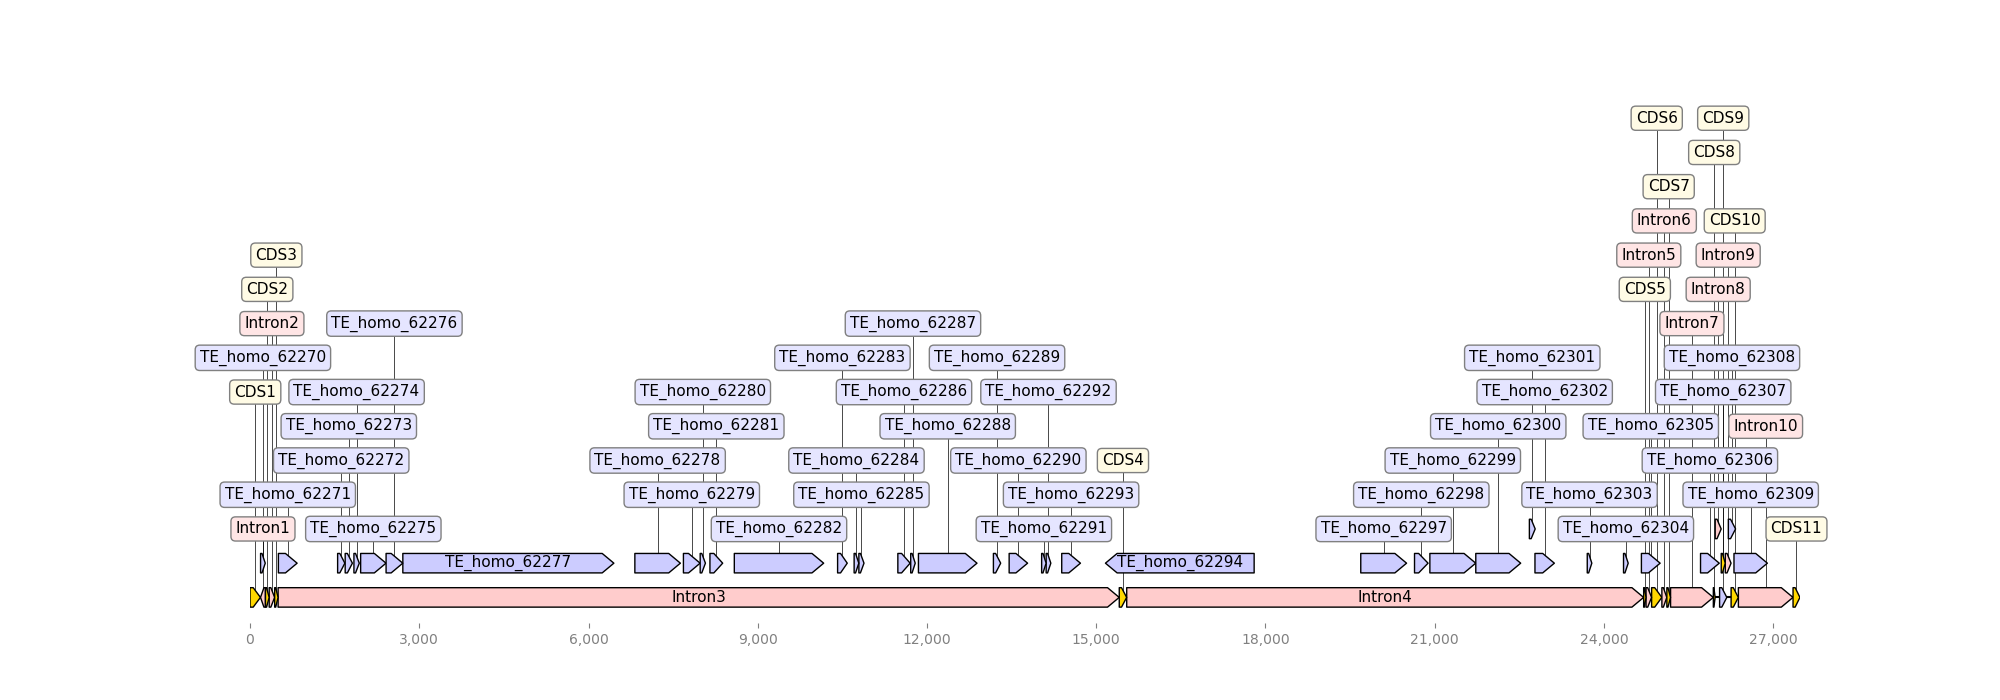 CDS6 CDS9
CDS8
CDS7
Intron6 CDS10
CDS3 Intron5 Intron9
CDS2 CDS5 Intron8
Intron2 TE_homo_62276 TE_homo_62287 Intron7
TE_homo_62270 TE_homo_62283 TE_homo_62289 TE_homo_62301 TE_homo_62308
CDS1 TE_homo_62274 TE_homo_62280 TE_homo_62286 TE_homo_62292 TE_homo_62302 TE_homo_62307
TE_homo_62273 TE_homo_62281 TE_homo_62288 TE_homo_62300 TE_homo_62305 Intron10
TE_homo_62272 TE_homo_62278 TE_homo_62284 TE_homo_62290 CDS4 TE_homo_62299 TE_homo_62306
TE_homo_62271 TE_homo_62279 TE_homo_62285 TE_homo_62293 TE_homo_62298 TE_homo_62303 TE_homo_62309
Intron1 TE_homo_62275 TE_homo_62282 TE_homo_62291 TE_homo_62297 TE_homo_62304 CDS11
TE_homo_62277 TE_homo_62294
Intron3 Intron4
0 3,000 6,000 9,000 12,000 15,000 18,000 21,000 24,000 27,000